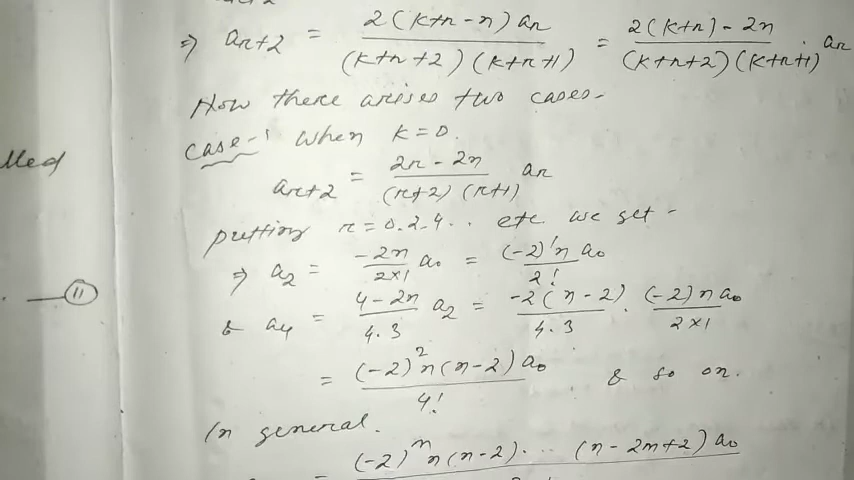 ⇒ a_{r+2} = 2(k+r-n) a_r / (k+r+2)(k+r+1) = 2(k+r)-2n / (k+r+2)(k+r+1) . a_r
Now there arises two cases-
Case-1 When k=0.
a_{r+2} = 2r-2n / (r+2)(r+1) a_r
putting r=0.2.4.. etc. we get-
⇒ a_2 = -2n / 2×1 a_0 = (-2)^1 n a_0 / 2!
11
& a_4 = 4-2n / 4.3 a_2 = -2(n-2) / 4.3 . (-2)n a_0 / 2×1
= (-2)^2 n(n-2) a_0 / 4! & so on.
In general.
= (-2)^m n(n-2)... (n-2m+2) a_0